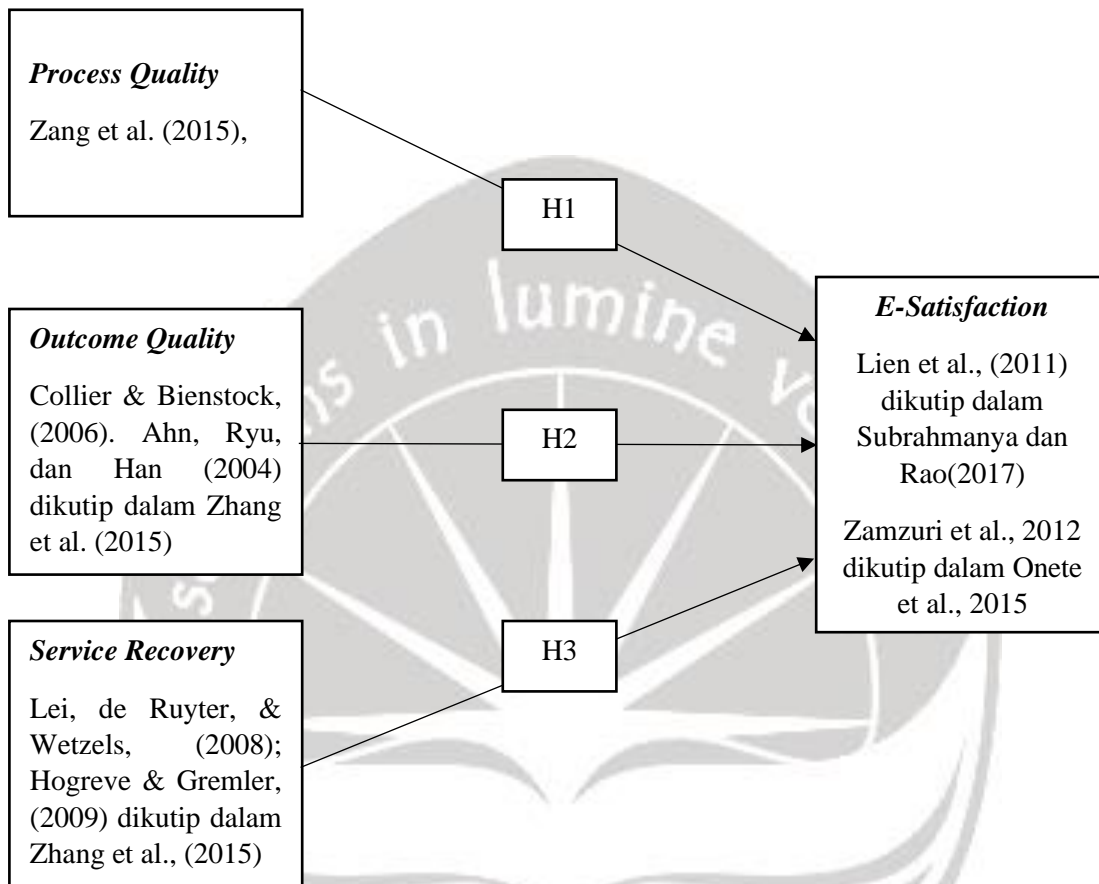 Process Quality
Zang et al. (2015),
H1
Outcome Quality
Collier & Bienstock,
(2006). Ahn, Ryu,
dan Han (2004)
dikutip dalam Zhang
et al. (2015)
H2
E-Satisfaction
Lien et al., (2011)
dikutip dalam
Subrahmanya dan
Rao(2017)
Zamzuri et al., 2012
dikutip dalam Onete
et al., 2015
Service Recovery
Lei, de Ruyter, &
Wetzels, (2008);
Hogreve & Gremler,
(2009) dikutip dalam
Zhang et al., (2015)
H3
in lumine